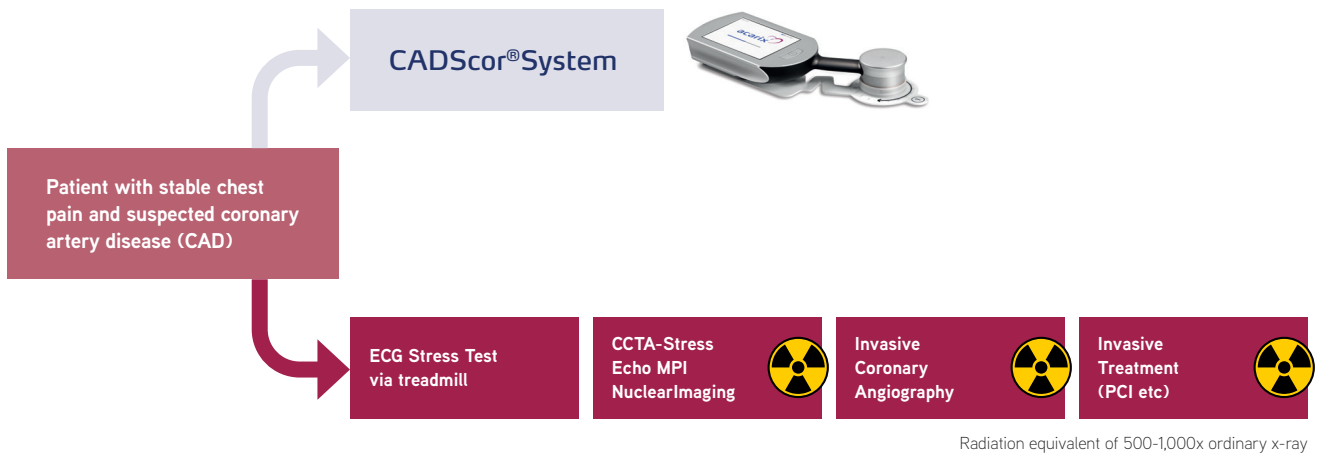 CADScor®System
acarix
Patient with stable chest
pain and suspected coronary
artery disease (CAD)
ECG Stress Test
via treadmill
CCTA-Stress
Echo MPI
NuclearImaging
Invasive
Coronary
Angiography
Invasive
Treatment
(PCI etc)
Radiation equivalent of 500-1,000x ordinary x-ray